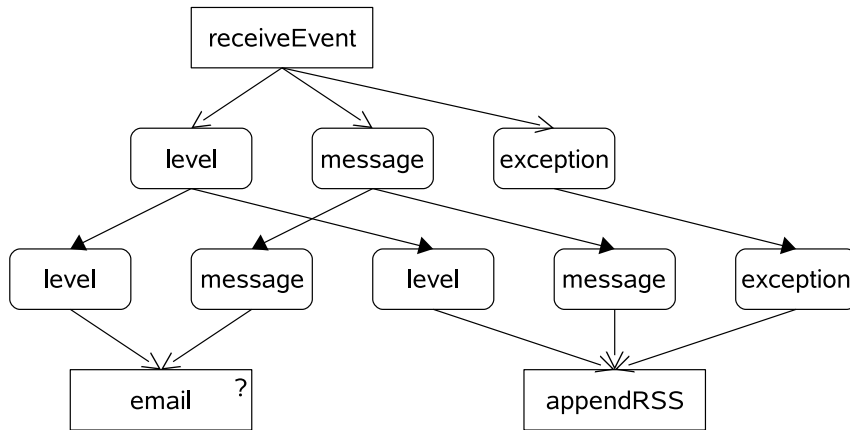 receiveEvent
level
message
exception
level
message
level
message
exception
email
?
appendRSS